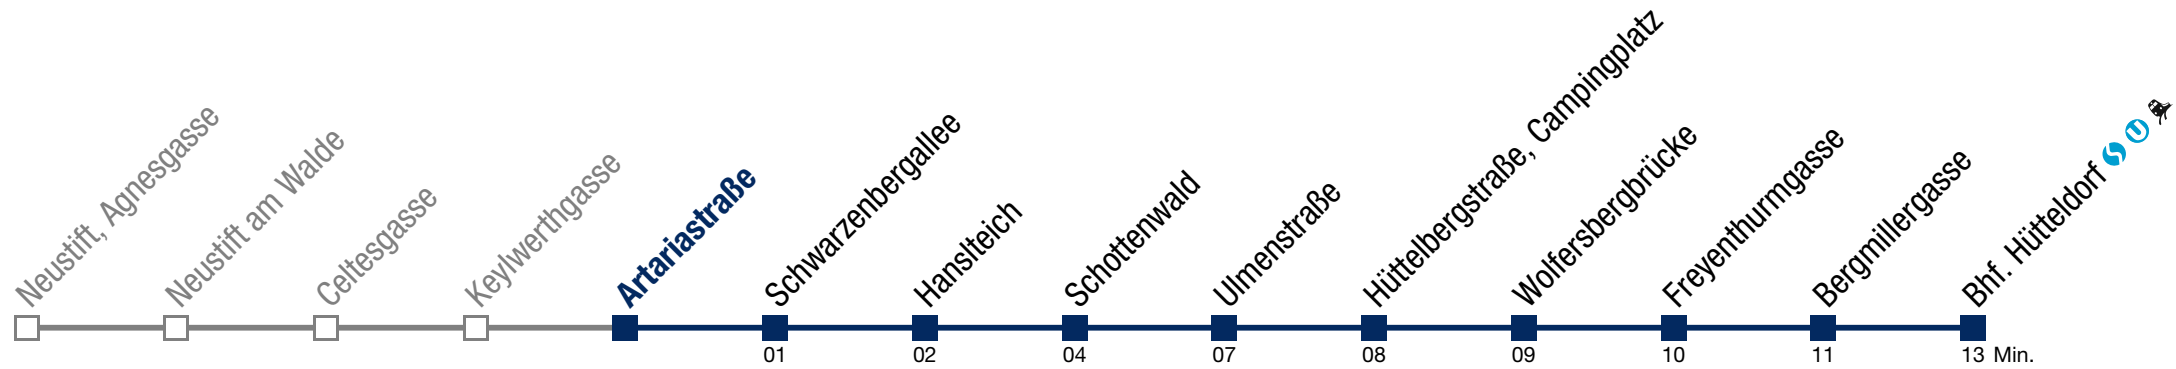 Neustift, Agnesgasse
Neustift am Walde
Celtesgasse
Keylwerthgasse
Artariastraße
Schwarzenbergallee
Hanslteich
Schottenwald
Ulmenstraße
Hüttelbergstraße, Campingplatz
Wolfersbergbrücke
Freyenthurmgasse
Bergmillergasse
Bhf. Hütteldorf S U
01 02 04 07 08 09 10 11 13 Min.